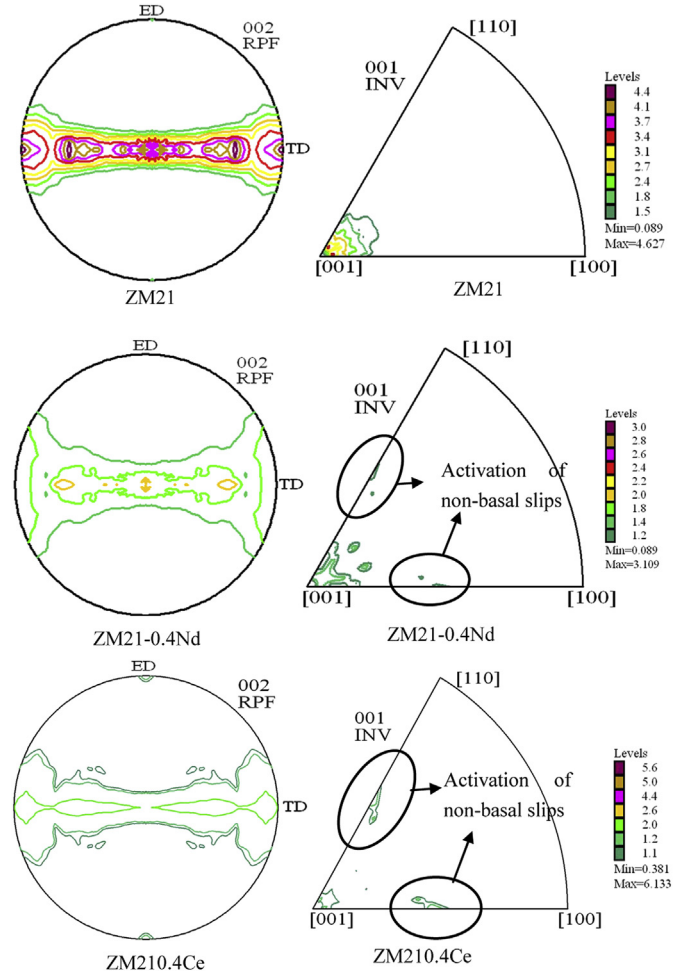 ED
002
RPF
TD
ZM21
001
INV
[110]
[001]
[100]
ZM21
Levels
4.4
4.1
3.7
3.4
3.1
2.7
2.4
1.8
1.5
Min=0.089
Max=4.627
ED
002
RPF
TD
ZM21-0.4Nd
001
INV
[110]
Activation of
non-basal slips
[001]
[100]
ZM21-0.4Nd
Levels
3.0
2.8
2.6
2.4
2.2
2.0
1.8
1.4
1.2
Min=0.089
Max=3.109
ED
002
RPF
TD
ZM210.4Ce
001
INV
[110]
Activation of
non-basal slips
[001]
[100]
ZM210.4Ce
Levels
5.6
5.0
4.4
2.6
2.0
1.2
1.1
Min=0.381
Max=6.133